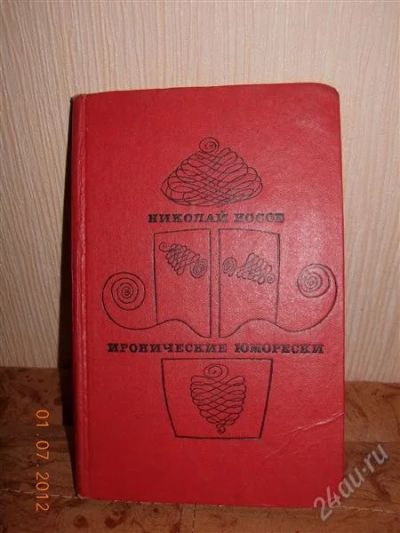 НИКОЛАЙ НОСОВ
ИРОНИЧЕСКИЕ ЮМОРЕСКИ
01.07.2012
24au.ru